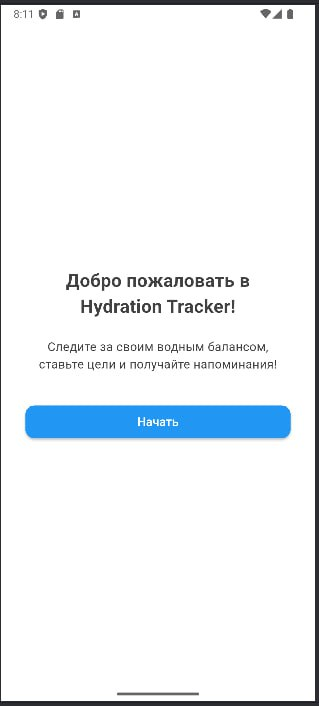 8:11
Добро пожаловать в
Hydration Tracker!
Следите за своим водным балансом,
ставьте цели и получайте напоминания!
Начать